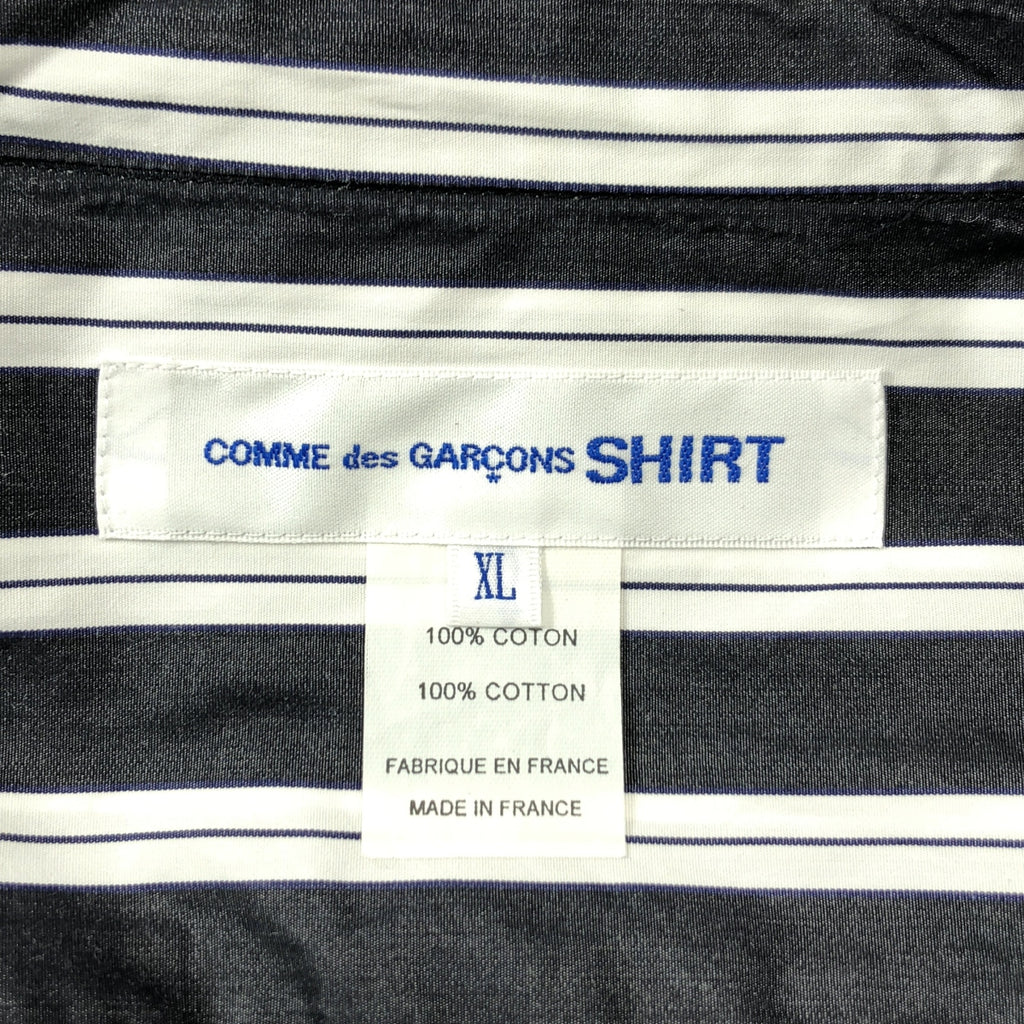 COMME des GARÇONS SHIRT
XL
100% COTON
100% COTTON
FABRIQUE EN FRANCE
MADE IN FRANCE